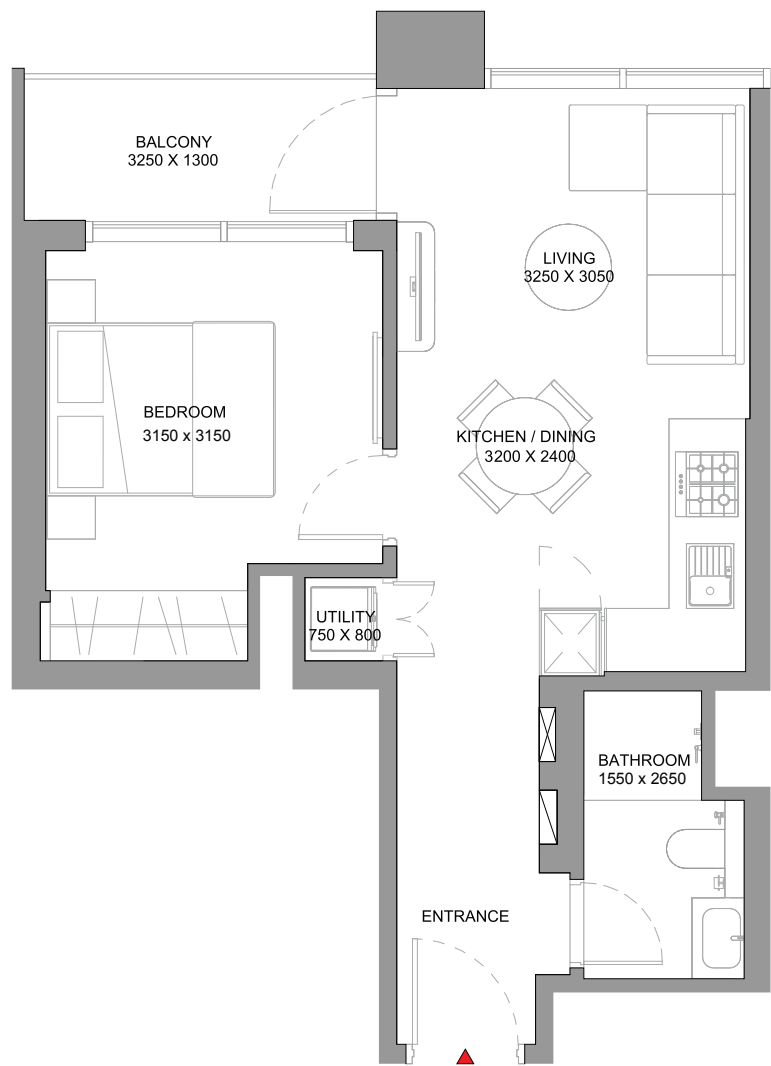 BALCONY
3250 X 1300
LIVING
3250 X 3050
BEDROOM
3150 x 3150
KITCHEN / DINING
3200 X 2400
UTILITY
750 X 800
BATHROOM
1550 x 2650
ENTRANCE